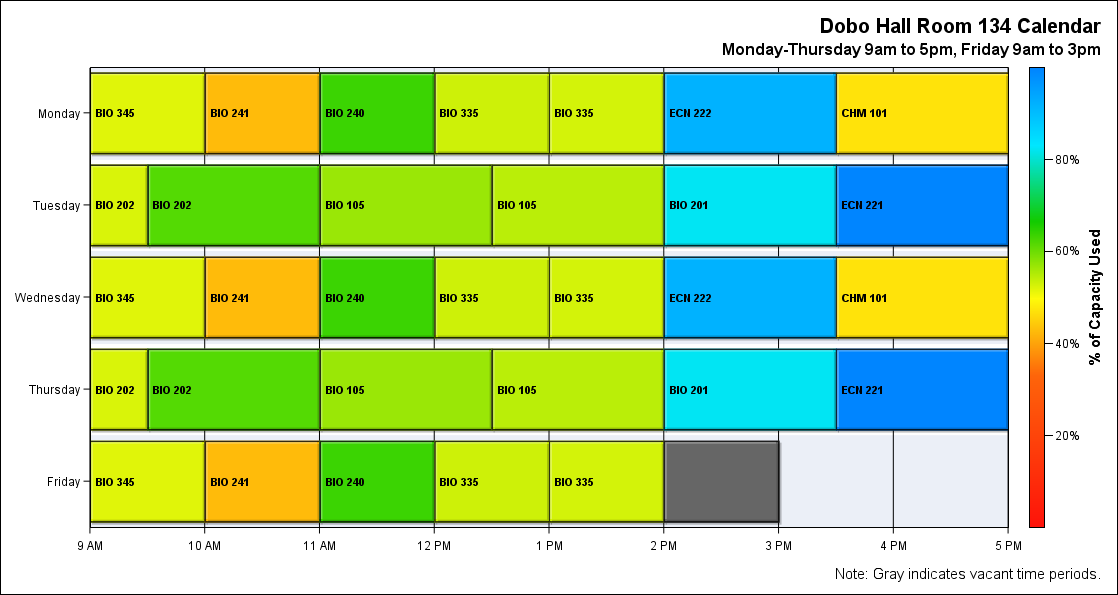 Dobo Hall Room 134 Calendar
Monday-Thursday 9am to 5pm, Friday 9am to 3pm
Monday
BIO 345 BIO 241 BIO 240 BIO 335 BIO 335 ECN 222 CHM 101
Tuesday
BIO 202 BIO 202 BIO 105 BIO 105 BIO 201 ECN 221
Wednesday
BIO 345 BIO 241 BIO 240 BIO 335 BIO 335 ECN 222 CHM 101
Thursday
BIO 202 BIO 202 BIO 105 BIO 105 BIO 201 ECN 221
Friday
BIO 345 BIO 241 BIO 240 BIO 335 BIO 335
9 AM 10 AM 11 AM 12 PM 1 PM 2 PM 3 PM 4 PM 5 PM
80%
60%
40%
20%
% of Capacity Used
Note: Gray indicates vacant time periods.